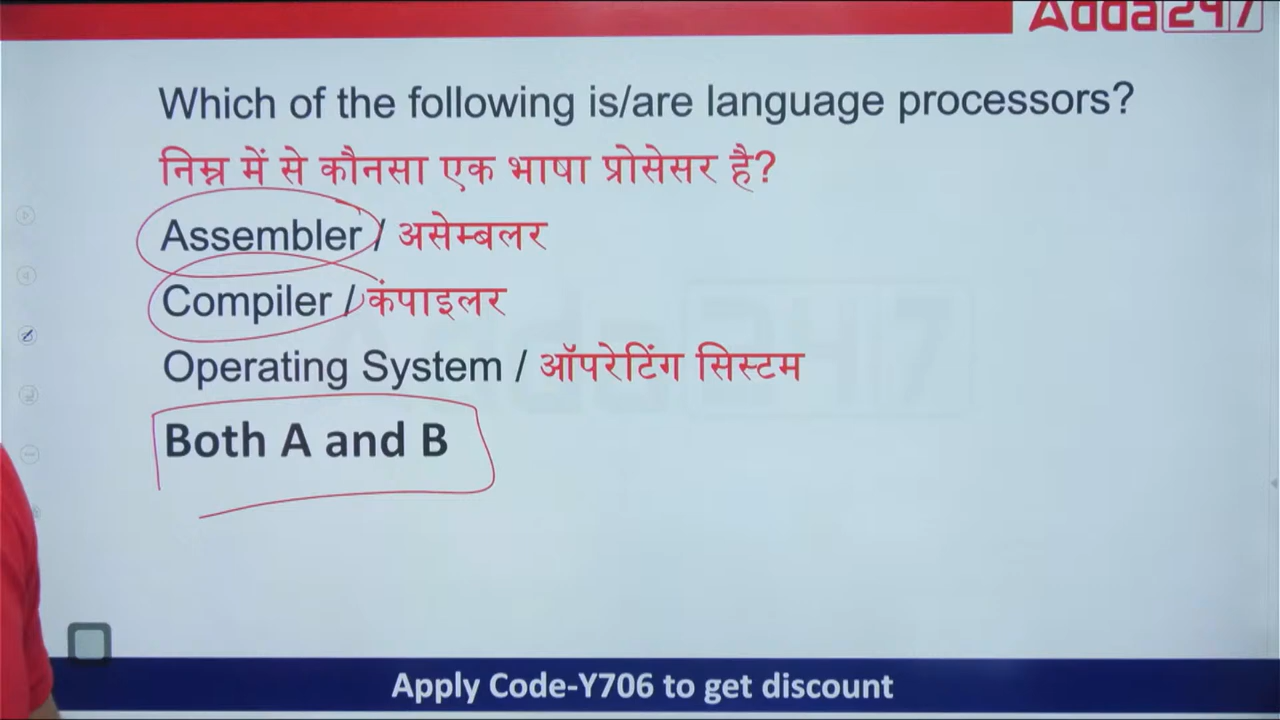 Adda247
Which of the following is/are language processors?
निम्न में से कौनसा एक भाषा प्रोसेसर है?
Assembler / असेम्बलर
Compiler / कंपाइलर
Operating System / ऑपरेटिंग सिस्टम
Both A and B
Adda247
Apply Code-Y706 to get discount